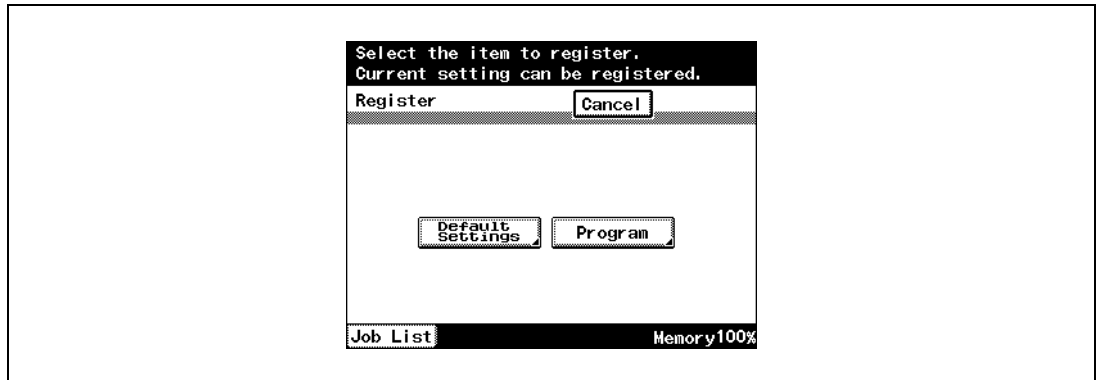 Select the item to register.
Current setting can be registered.
Register
Cancel
Default
Settings
Program
Job List
Memory100%